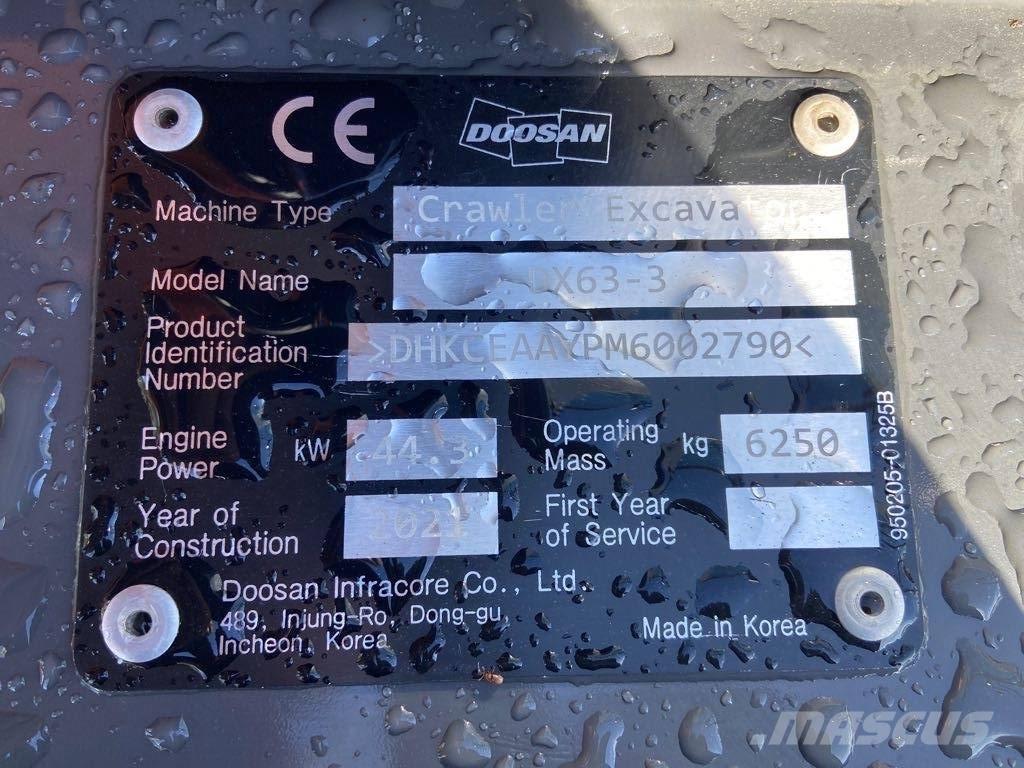 CE DOOSAN
Machine Type Crawler Excavator
Model Name DX63-3
Product
Identification >DHKCEAAYPM6002790<
Number
Engine Operating
Power kW 44.3 Mass kg 6250
Year of First Year
Construction of Service
Doosan Infracore Co., Ltd.
489, Injung-Ro, Dong-gu,
Incheon, Korea
Made in Korea
950205-01325B
MASCUS